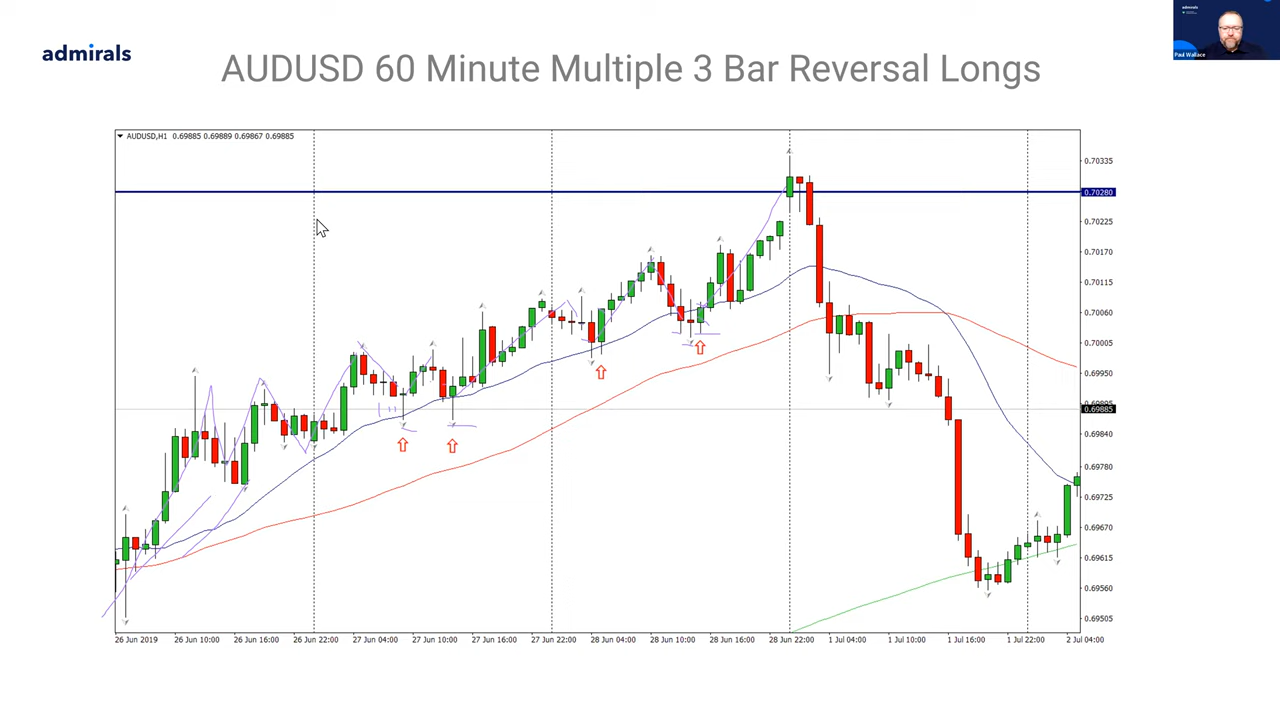 admirals
AUDUSD 60 Minute Multiple 3 Bar Reversal Longs
admirals
Paul Wallace
AUDUSD,H1 0.69885 0.69889 0.69867 0.69885
0.70335
0.70280
0.70225
0.70170
0.70115
0.70060
0.70005
0.69950
0.69885
0.69840
0.69780
0.69725
0.69670
0.69615
0.69560
0.69505
26 Jun 2019 26 Jun 10:00 26 Jun 16:00 26 Jun 22:00 27 Jun 04:00 27 Jun 10:00 27 Jun 16:00 27 Jun 22:00 28 Jun 04:00 28 Jun 10:00 28 Jun 16:00 28 Jun 22:00 1 Jul 04:00 1 Jul 10:00 1 Jul 16:00 1 Jul 22:00 2 Jul 04:00